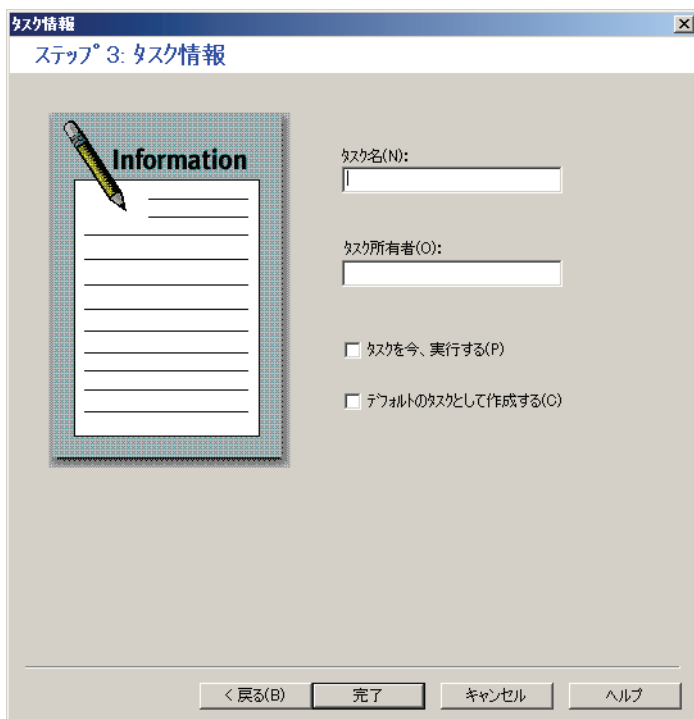 タスク情報
ステップ 3: タスク情報
Information
タスク名(N):
タスク所有者(O):
タスクを今、実行する(P)
デフォルトのタスクとして作成する(C)
< 戻る(B)
完了
キャンセル
ヘルプ